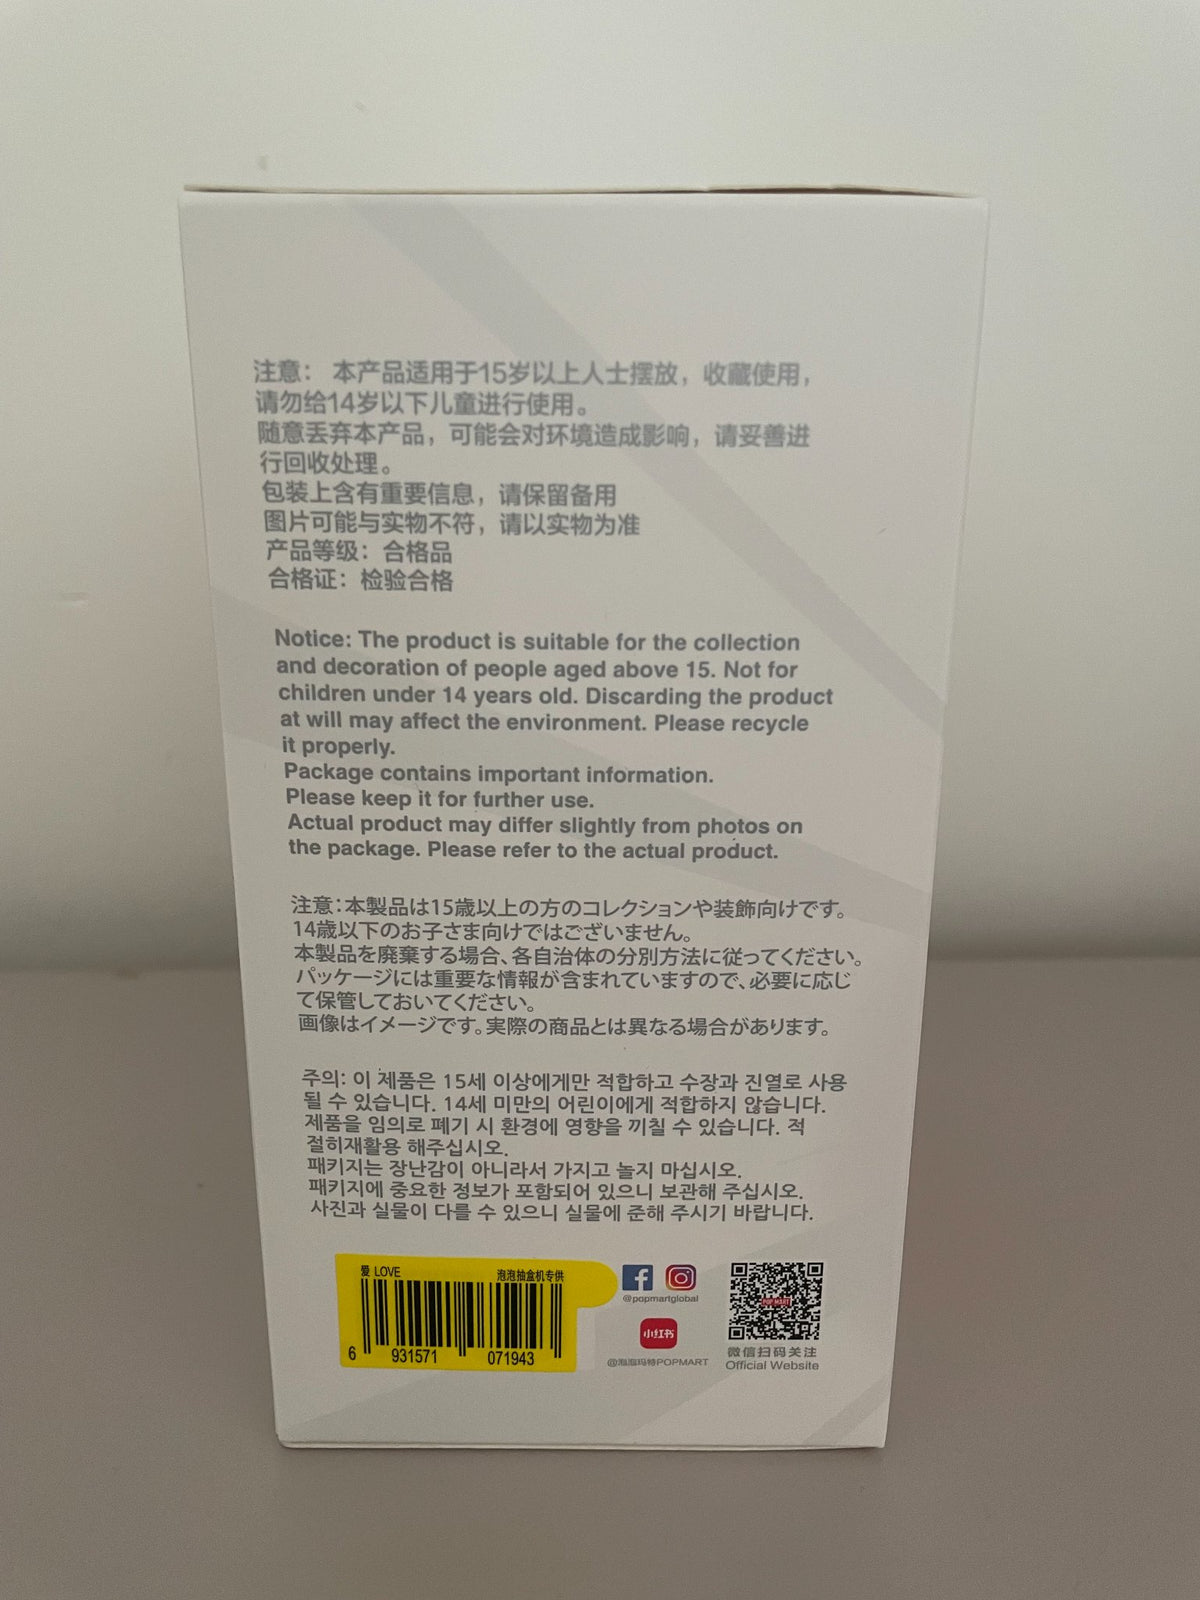 注意： 本产品适用于15岁以上人士摆放，收藏使用，
请勿给14岁以下儿童进行使用。
随意丢弃本产品，可能会对环境造成影响，请妥善进
行回收处理。
包装上含有重要信息，请保留备用
图片可能与实物不符，请以实物为准
产品等级：合格品
合格证：检验合格
Notice: The product is suitable for the collection
and decoration of people aged above 15. Not for
children under 14 years old. Discarding the product
at will may affect the environment. Please recycle
it properly.
Package contains important information.
Please keep it for further use.
Actual product may differ slightly from photos on
the package. Please refer to the actual product.
注意：本製品は15歳以上の方のコレクションや装飾向けです。
14歳以下のお子さま向けではございません。
本製品を廃棄する場合、各自治体の分別方法に従ってください。
パッケージには重要な情報が含まれていますので、必要に応じ
て保管しておいてください。
画像はイメージです。実際の商品とは異なる場合があります。
주의: 이 제품은 15세 이상에게만 적합하고 수장과 진열로 사용
될 수 있습니다. 14세 미만의 어린이에게 적합하지 않습니다.
제품을 임의로 폐기 시 환경에 영향을 끼칠 수 있습니다. 적
절히재활용 해주십시오.
패키지는 장난감이 아니라서 가지고 놀지 마십시오.
패키지에 중요한 정보가 포함되어 있으니 보관해 주십시오.
사진과 실물이 다를 수 있으니 실물에 준해 주시기 바랍니다.
爱 LOVE 泡泡抽盒机专供
6 931571 071943
@popmartglobal
小红书
@泡泡玛特POPMART
POP MART
微信扫码关注
Official Website